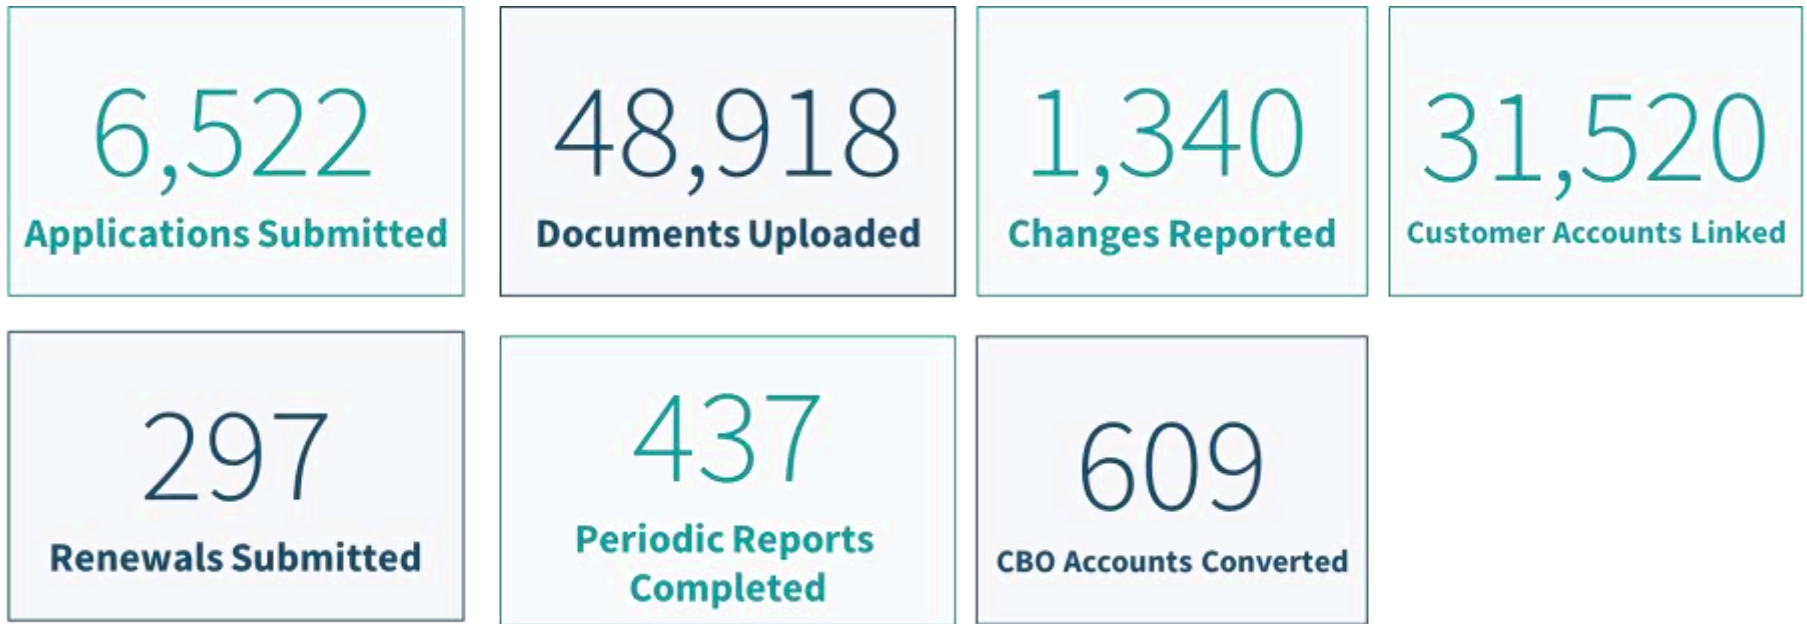 6,522
Applications Submitted
48,918
Documents Uploaded
1,340
Changes Reported
31,520
Customer Accounts Linked
297
Renewals Submitted
437
Periodic Reports
Completed
609
CBO Accounts Converted